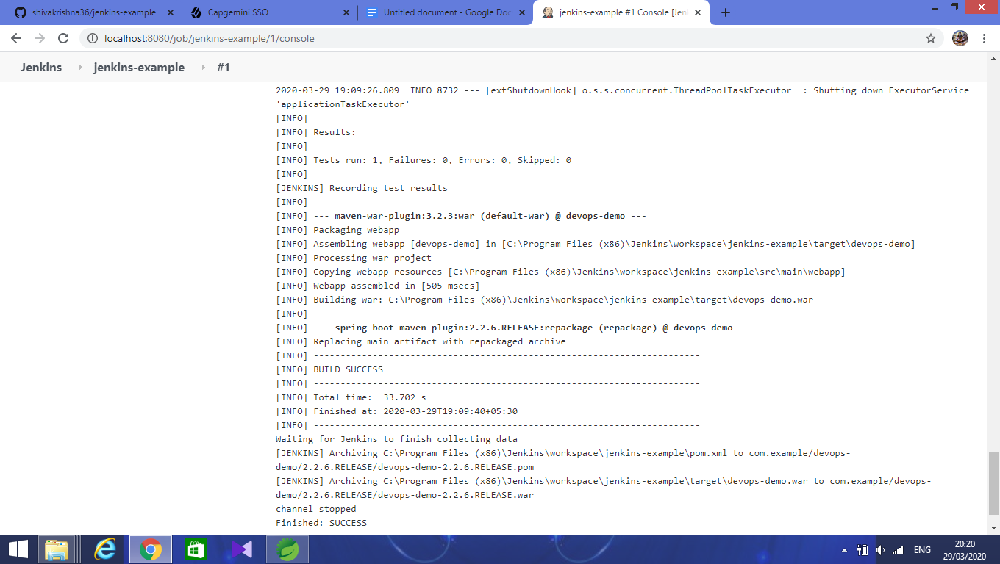 shivakrishna36/jenkins-example
Capgemini SSO
Untitled document - Google Doc
jenkins-example #1 Console [Jen
localhost:8080/job/jenkins-example/1/console
Jenkins
jenkins-example
#1
2020-03-29 19:09:26.809  INFO 8732 --- [extShutdownHook] o.s.s.concurrent.ThreadPoolTaskExecutor  : Shutting down ExecutorService
'applicationTaskExecutor'
[INFO]
[INFO] Results:
[INFO]
[INFO] Tests run: 1, Failures: 0, Errors: 0, Skipped: 0
[INFO]
[JENKINS] Recording test results
[INFO]
[INFO] --- maven-war-plugin:3.2.3:war (default-war) @ devops-demo ---
[INFO] Packaging webapp
[INFO] Assembling webapp [devops-demo] in [C:\Program Files (x86)\Jenkins\workspace\jenkins-example\target\devops-demo]
[INFO] Processing war project
[INFO] Copying webapp resources [C:\Program Files (x86)\Jenkins\workspace\jenkins-example\src\main\webapp]
[INFO] Webapp assembled in [505 msecs]
[INFO] Building war: C:\Program Files (x86)\Jenkins\workspace\jenkins-example\target\devops-demo.war
[INFO]
[INFO] --- spring-boot-maven-plugin:2.2.6.RELEASE:repackage (repackage) @ devops-demo ---
[INFO] Replacing main artifact with repackaged archive
[INFO] ------------------------------------------------------------------------
[INFO] BUILD SUCCESS
[INFO] ------------------------------------------------------------------------
[INFO] Total time:  33.702 s
[INFO] Finished at: 2020-03-29T19:09:40+05:30
[INFO] ------------------------------------------------------------------------
Waiting for Jenkins to finish collecting data
[JENKINS] Archiving C:\Program Files (x86)\Jenkins\workspace\jenkins-example\pom.xml to com.example/devops-
demo/2.2.6.RELEASE/devops-demo-2.2.6.RELEASE.pom
[JENKINS] Archiving C:\Program Files (x86)\Jenkins\workspace\jenkins-example\target\devops-demo.war to com.example/devops-
demo/2.2.6.RELEASE/devops-demo-2.2.6.RELEASE.war
channel stopped
Finished: SUCCESS
ENG
20:20
29/03/2020